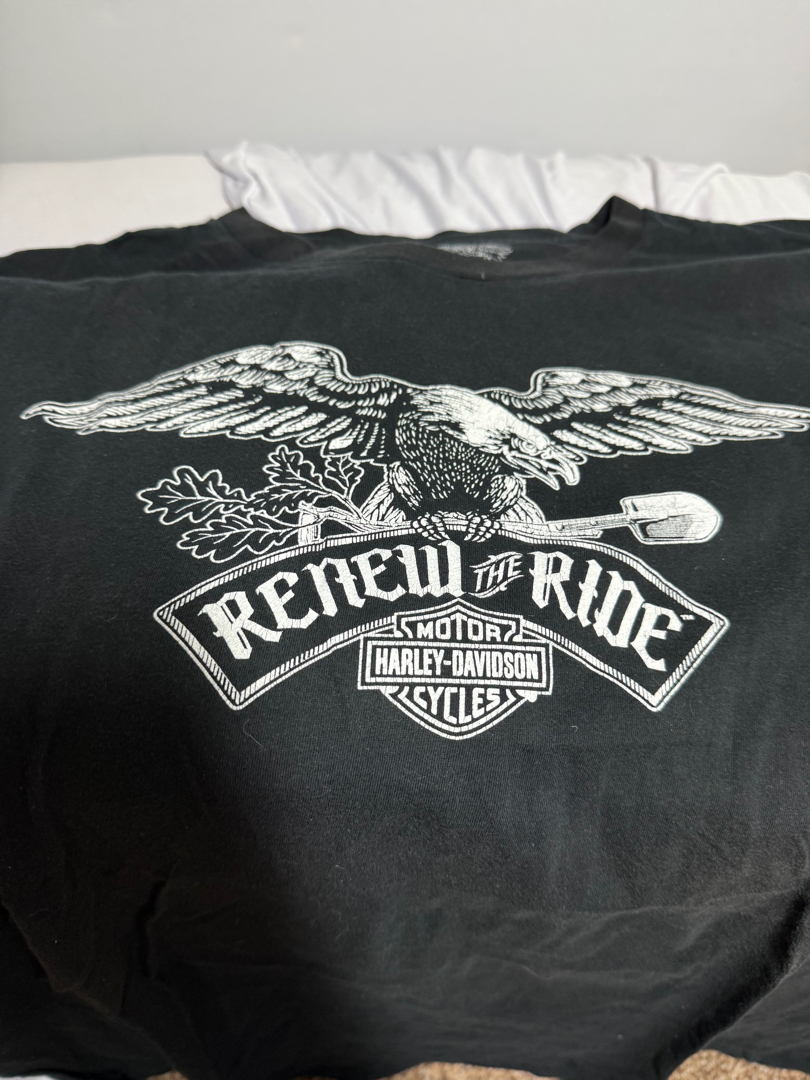 RENEW THE RIDE
MOTOR
HARLEY-DAVIDSON
CYCLES